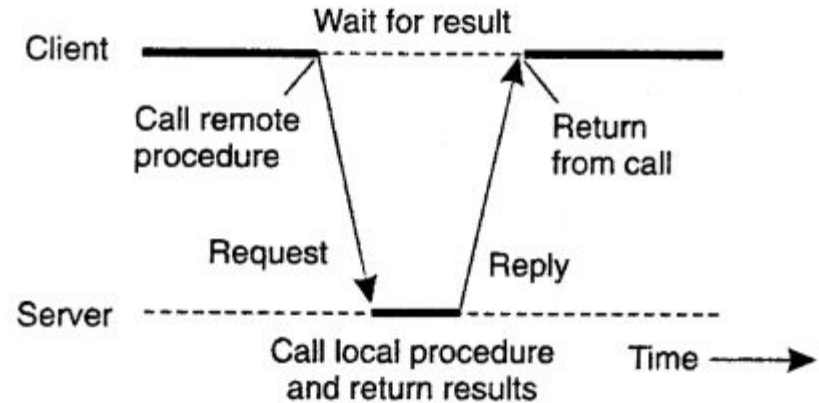 Wait for result
Client
Call remote
procedure
Return
from call
Request
Reply
Server
Call local procedure
and return results
Time